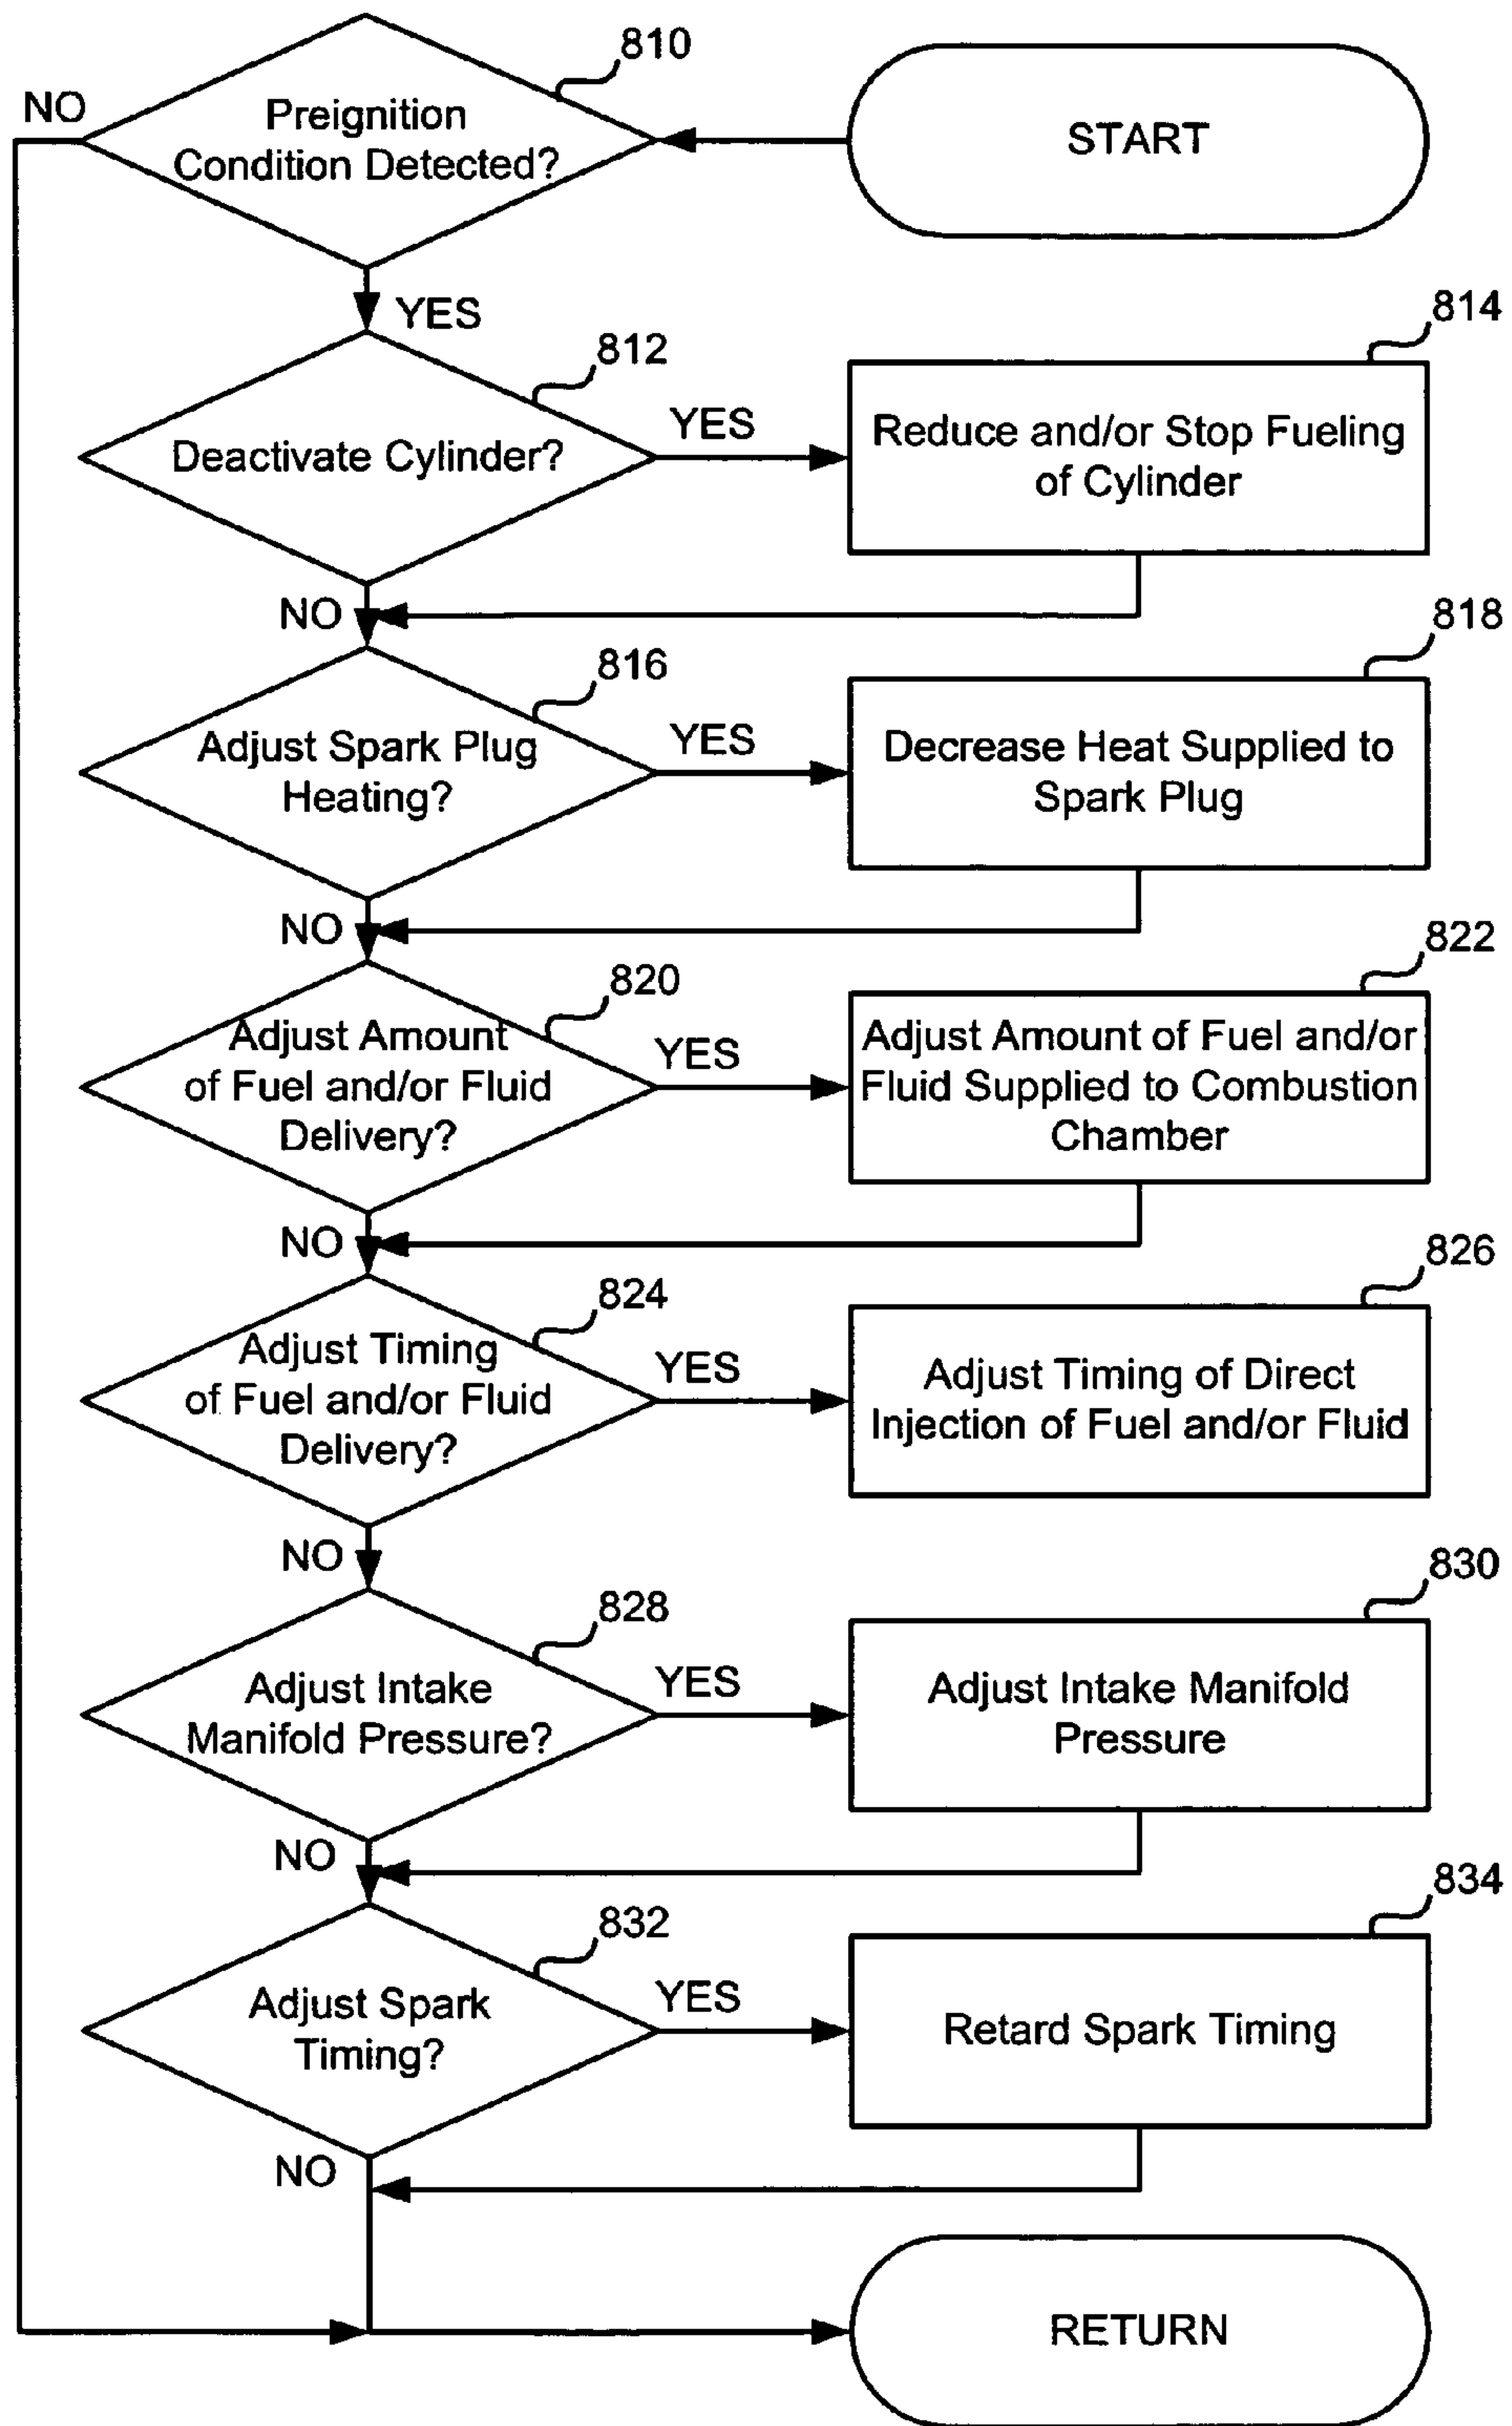 810
NO
Preignition
Condition Detected?
START
YES
812
814
Deactivate Cylinder?
YES
Reduce and/or Stop Fueling
of Cylinder
NO
816
818
Adjust Spark Plug
Heating?
YES
Decrease Heat Supplied to
Spark Plug
NO
820
822
Adjust Amount
of Fuel and/or Fluid
Delivery?
YES
Adjust Amount of Fuel and/or
Fluid Supplied to Combustion
Chamber
NO
824
826
Adjust Timing
of Fuel and/or Fluid
Delivery?
YES
Adjust Timing of Direct
Injection of Fuel and/or Fluid
NO
828
830
Adjust Intake
Manifold Pressure?
YES
Adjust Intake Manifold
Pressure
NO
832
834
Adjust Spark
Timing?
YES
Retard Spark Timing
NO
RETURN